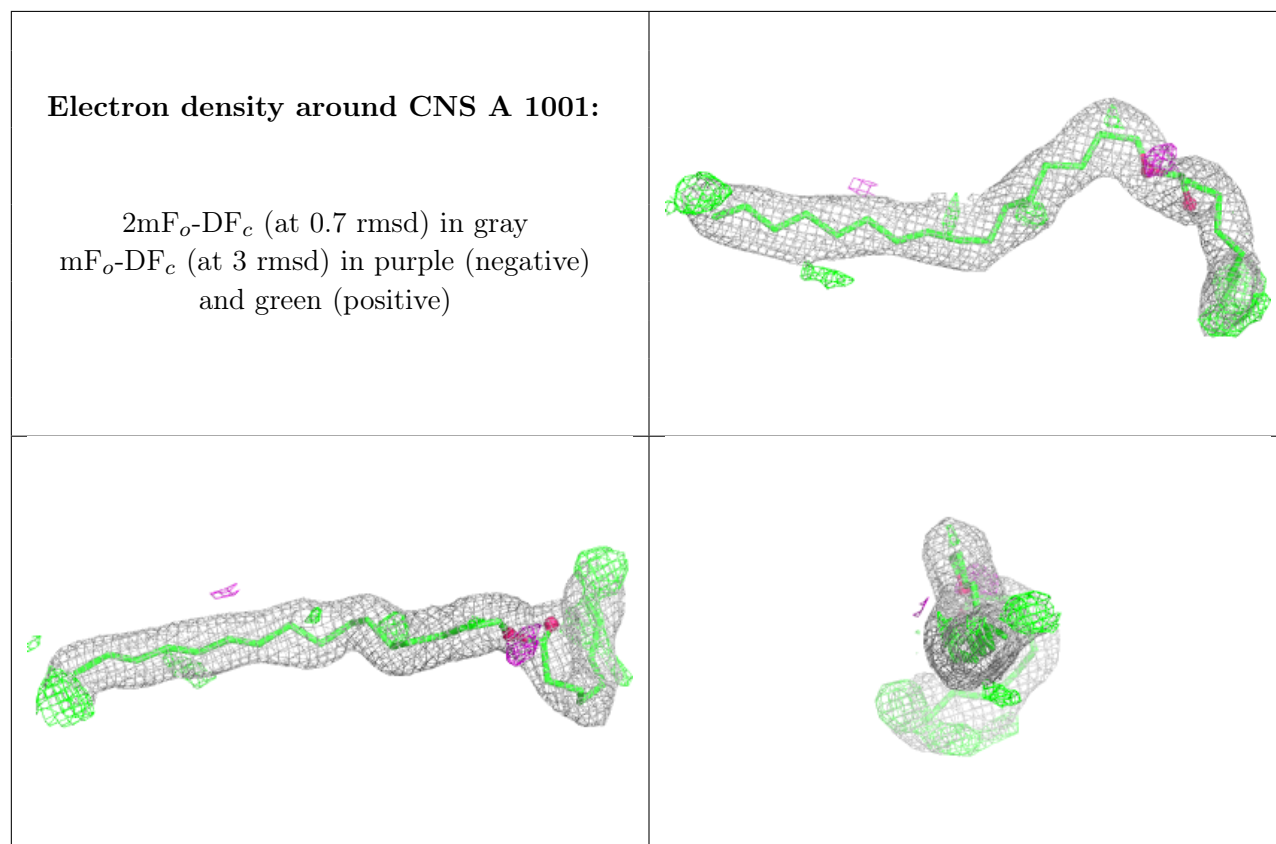 Electron density around CNS A 1001:
2mFo-DFc (at 0.7 rmsd) in gray
mFo-DFc (at 3 rmsd) in purple (negative)
and green (positive)